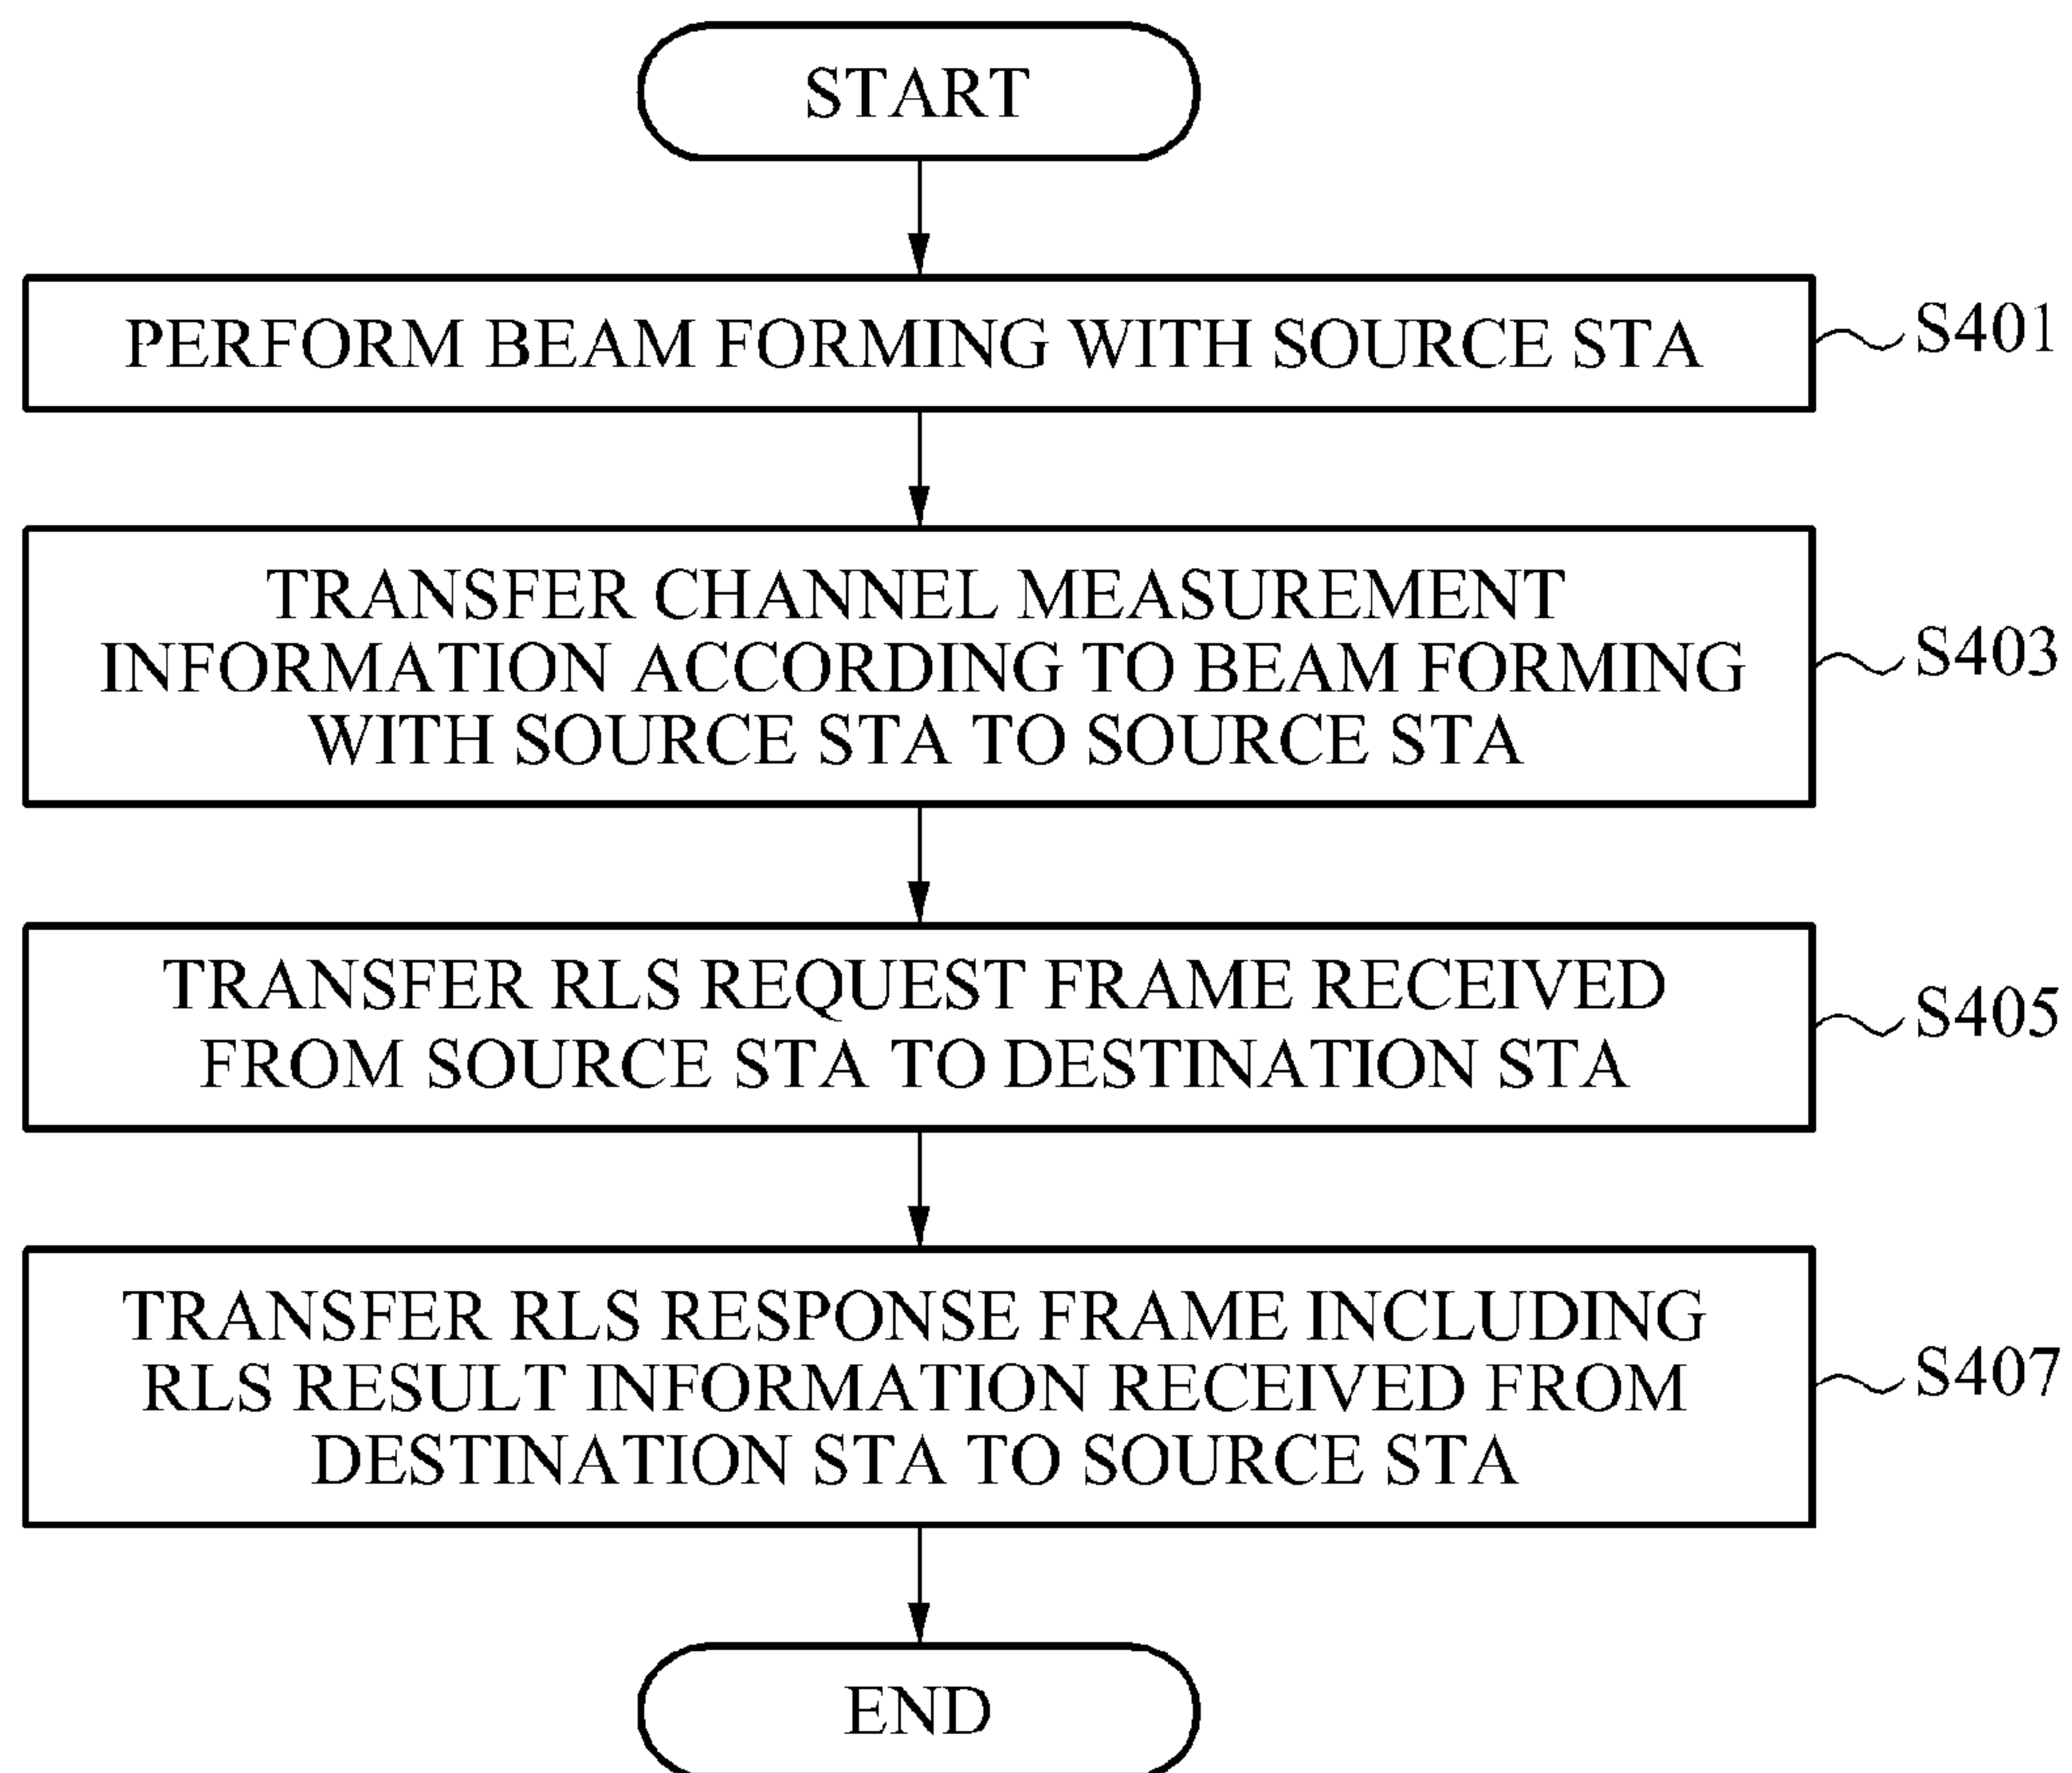 START
PERFORM BEAM FORMING WITH SOURCE STA
S401
TRANSFER CHANNEL MEASUREMENT
INFORMATION ACCORDING TO BEAM FORMING
WITH SOURCE STA TO SOURCE STA
S403
TRANSFER RLS REQUEST FRAME RECEIVED
FROM SOURCE STA TO DESTINATION STA
S405
TRANSFER RLS RESPONSE FRAME INCLUDING
RLS RESULT INFORMATION RECEIVED FROM
DESTINATION STA TO SOURCE STA
S407
END